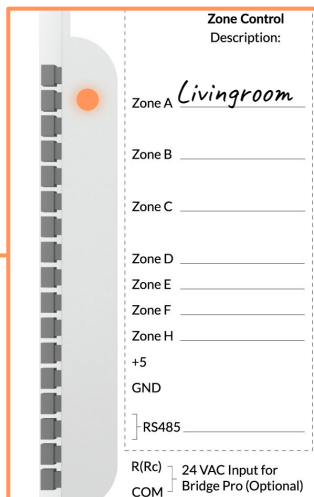 Zone Control
Description:
Zone A Livingroom
Zone B
Zone C
Zone D
Zone E
Zone F
Zone H
+5
GND
RS485
R(Rc)
COM
24 VAC Input for
Bridge Pro (Optional)